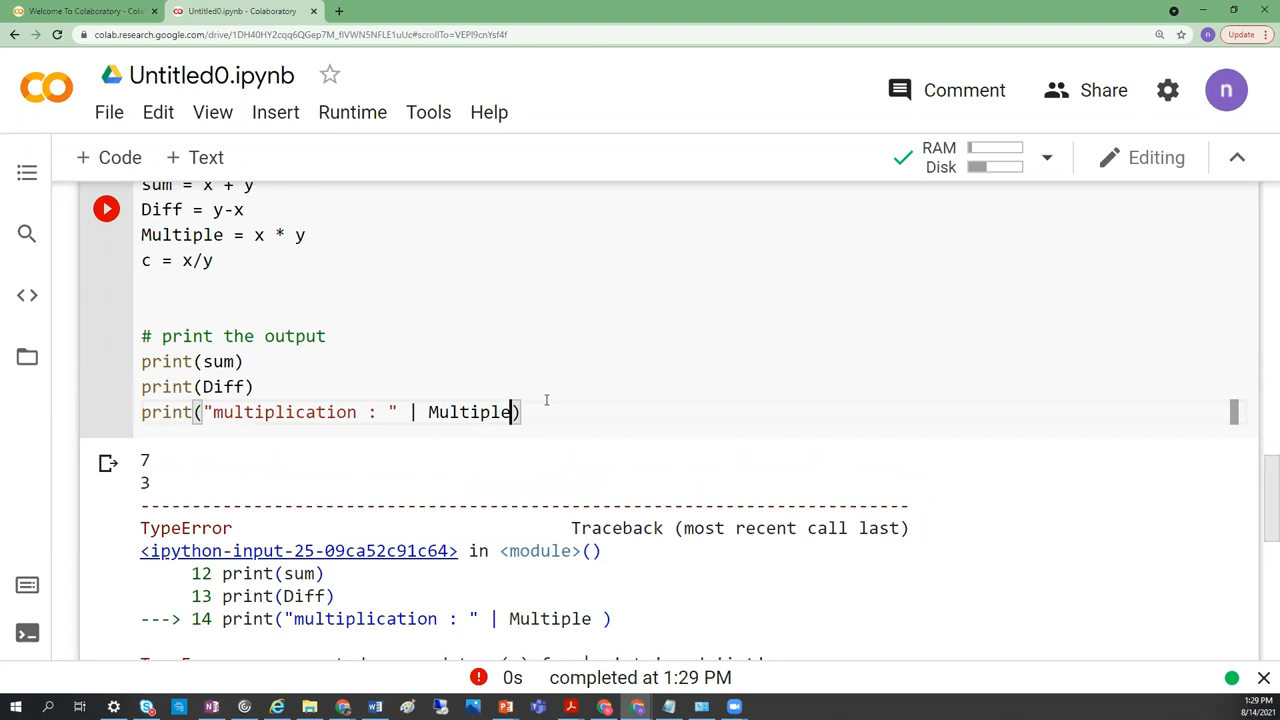 Welcome To Colaboratory - Cola
Untitled0.ipynb - Colaboratory
colab.research.google.com/drive/1DH40HY2cqq6QGep7M_fIVWN5NFLE1uUc#scrollTo=VEPl9cnYsf4f
n
Update
Untitled0.ipynb
Comment
Share
n
File Edit View Insert Runtime Tools Help
+ Code + Text
RAM
Disk
Editing
sum = x + y
Diff = y-x
Multiple = x * y
c = x/y
# print the output
print(sum)
print(Diff)
print("multiplication : " | Multiple)
7
3
---------------------------------------------------------------------------
TypeError Traceback (most recent call last)
<ipython-input-25-09ca52c91c64> in <module>()
12 print(sum)
13 print(Diff)
---> 14 print("multiplication : " | Multiple )
0s completed at 1:29 PM
1:29 PM
8/14/2021